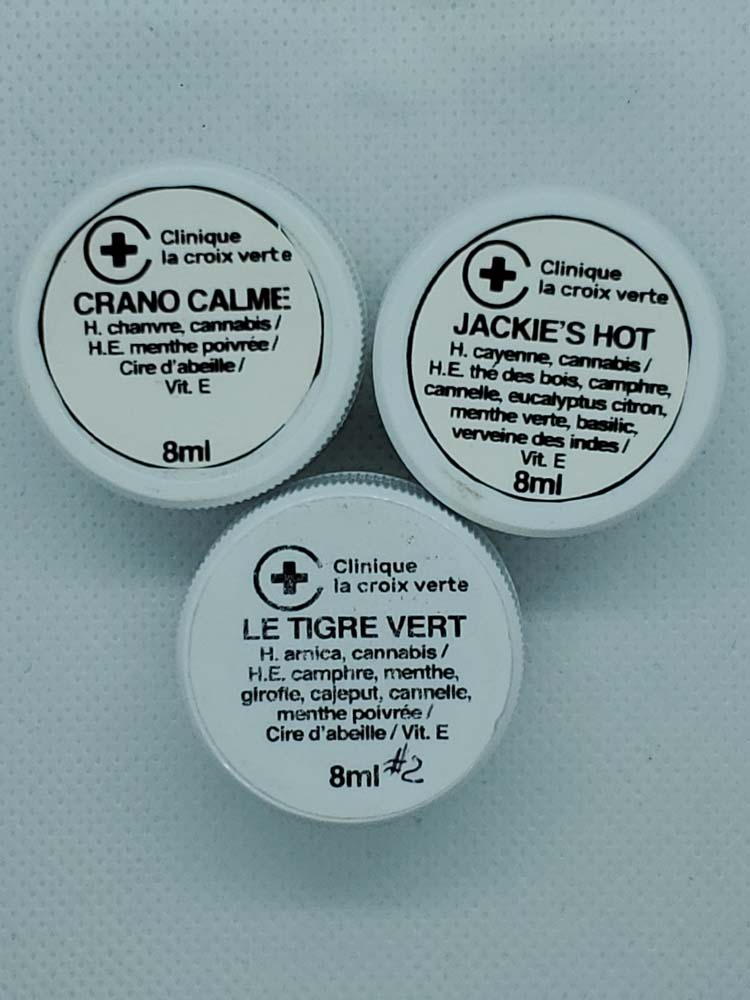 Clinique
la croix verte
CRANO CALME
H. chanvre, cannabis /
H.E. menthe poivrée /
Cire d'abeille /
Vit. E
8ml
Clinique
la croix verte
JACKIE'S HOT
H. cayenne, cannabis /
H.E. thé des bois, camphre,
cannelle, eucalyptus citron,
menthe verte, basilic,
verveine des indes /
Vit. E
8ml
Clinique
la croix verte
LE TIGRE VERT
H. arnica, cannabis /
H.E. camphre, menthe,
girofle, cajeput, cannelle,
menthe poivrée /
Cire d'abeille / Vit. E
8ml #2